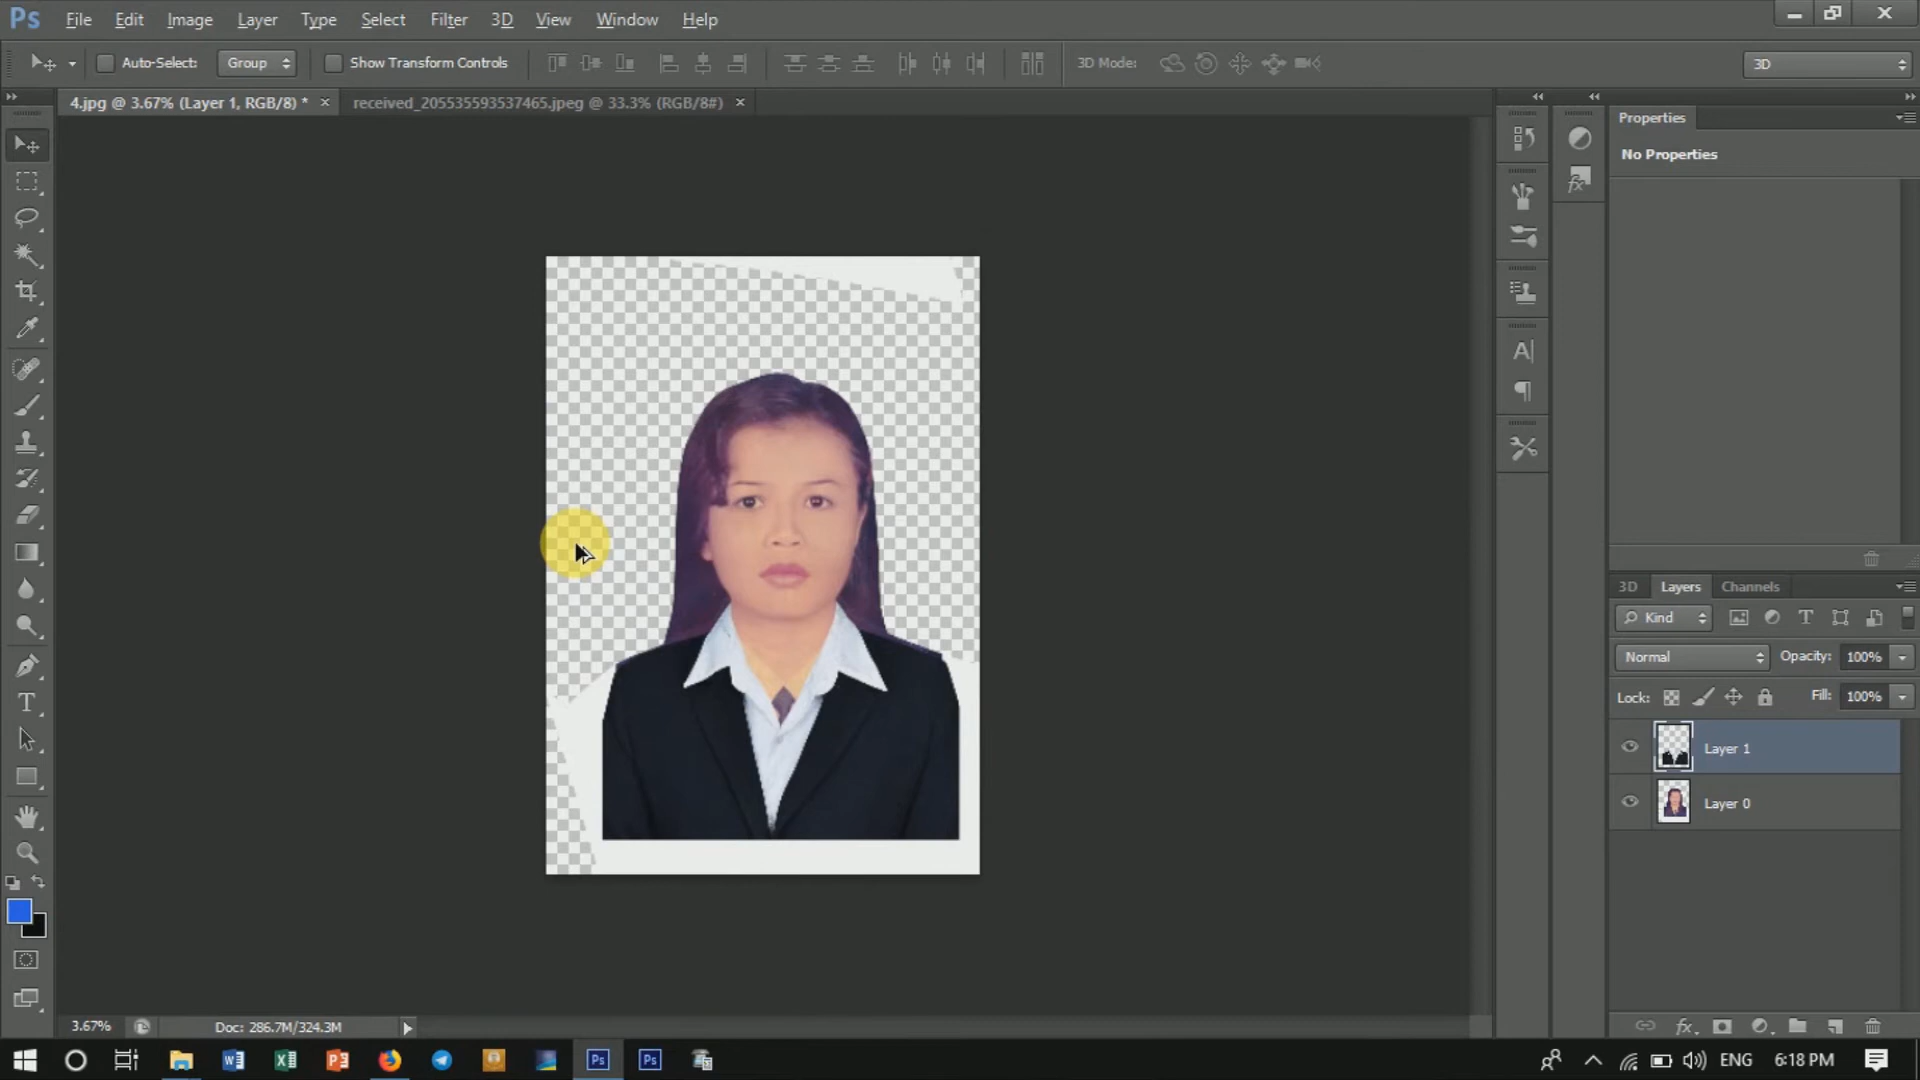 Ps File Edit Image Layer Type Select Filter 3D View Window Help
Auto-Select: Group Show Transform Controls 3D Mode: 3D
4.jpg @ 3.67% (Layer 1, RGB/8) * × received_205535593537465.jpeg @ 33.3% (RGB/8#) ×
Properties
No Properties
3D Layers Channels
Kind
Normal Opacity: 100%
Lock: Fill: 100%
Layer 1
Layer 0
3.67% Doc: 286.7M/324.3M
ENG 6:18 PM